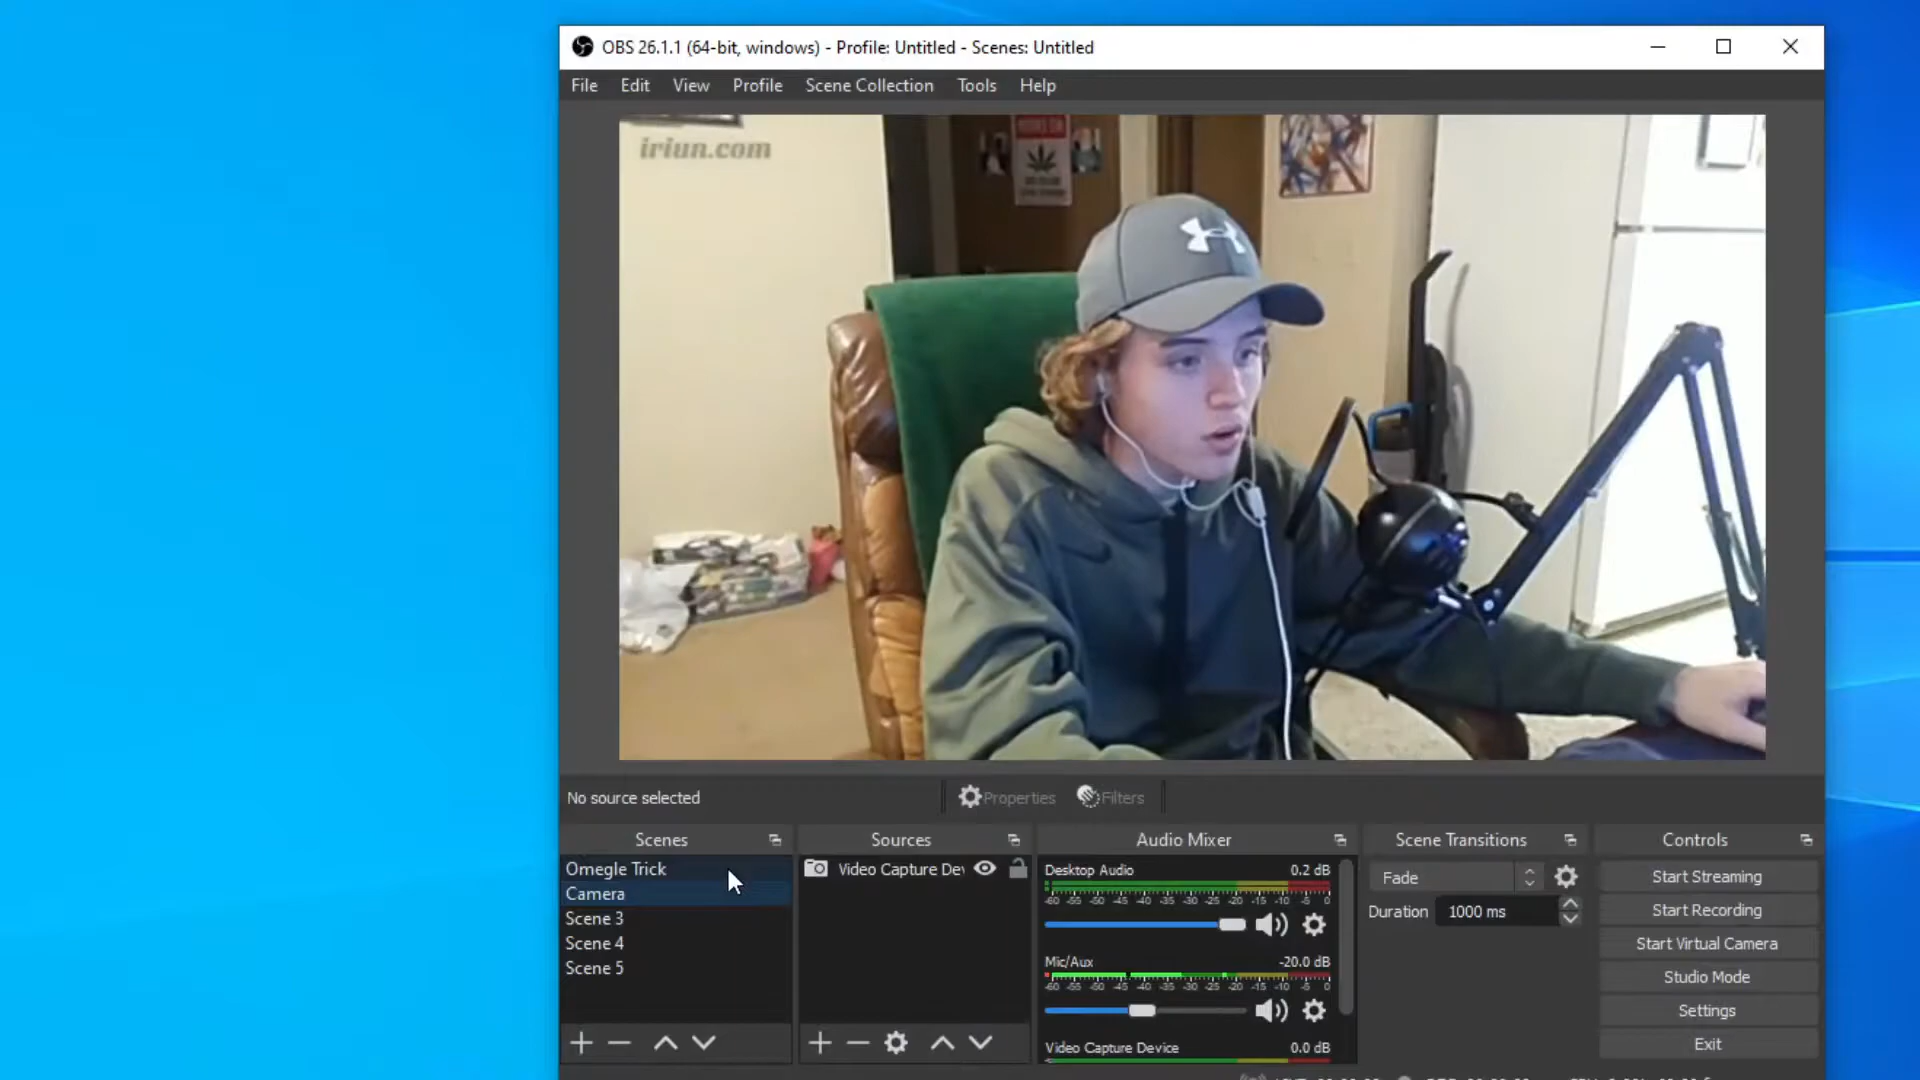 OBS 26.1.1 (64-bit, windows) - Profile: Untitled - Scenes: Untitled
File Edit View Profile Scene Collection Tools Help
iriun.com
No source selected
Properties
Filters
Scenes
Omegle Trick
Camera
Scene 3
Scene 4
Scene 5
Sources
Video Capture Dev
Audio Mixer
Desktop Audio 0.2 dB
-60 -55 -50 -45 -40 -35 -30 -25 -20 -15 -10 -5 0
Mic/Aux -20.0 dB
-60 -55 -50 -45 -40 -35 -30 -25 -20 -15 -10 -5 0
Video Capture Device 0.0 dB
Scene Transitions
Fade
Duration 1000 ms
Controls
Start Streaming
Start Recording
Start Virtual Camera
Studio Mode
Settings
Exit